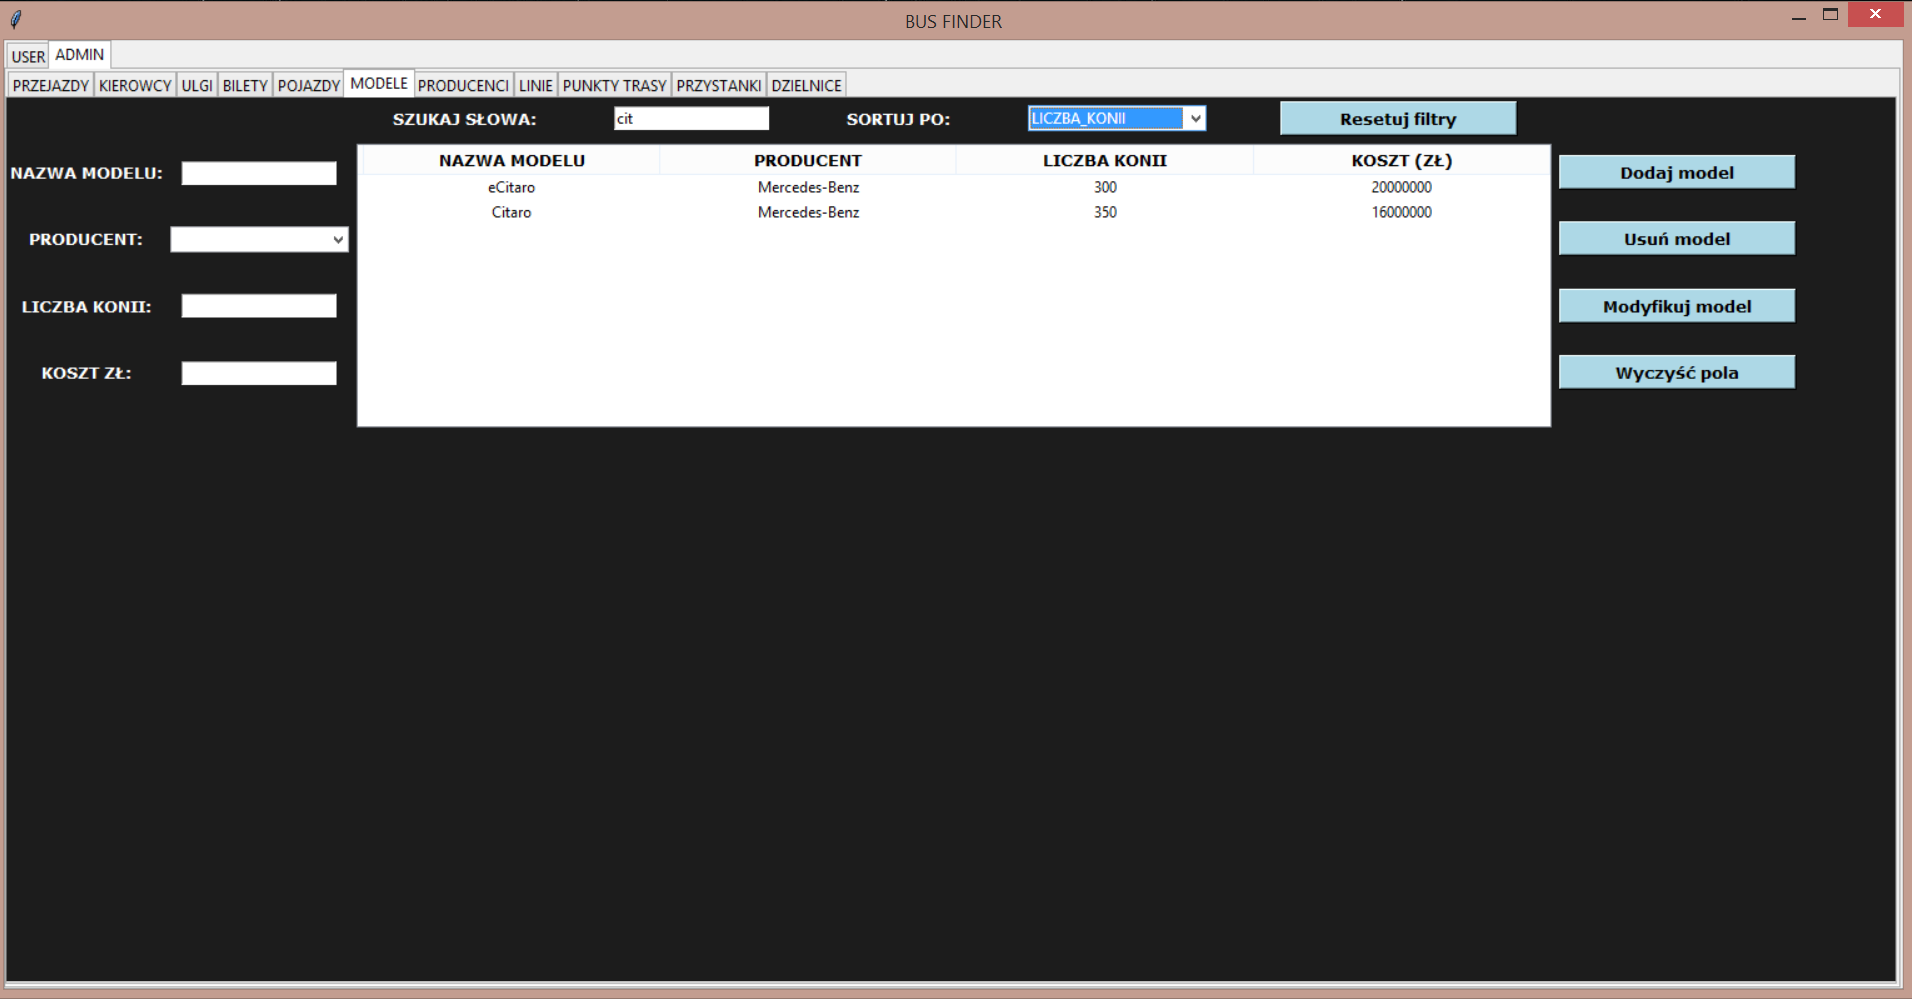 BUS FINDER
USER ADMIN
PRZEJAZDY KIEROWCY ULGI BILETY POJAZDY MODELE PRODUCENCI LINIE PUNKTY TRASY PRZYSTANKI DZIELNICE
SZUKAJ SŁOWA: cit SORTUJ PO: LICZBA_KONII Resetuj filtry
NAZWA MODELU PRODUCENT LICZBA KONII KOSZT (ZŁ)
NAZWA MODELU: Dodaj model
eCitaro Mercedes-Benz 300 20000000
Citaro Mercedes-Benz 350 16000000
PRODUCENT: Usuń model
LICZBA KONII: Modyfikuj model
KOSZT ZŁ: Wyczyść pola